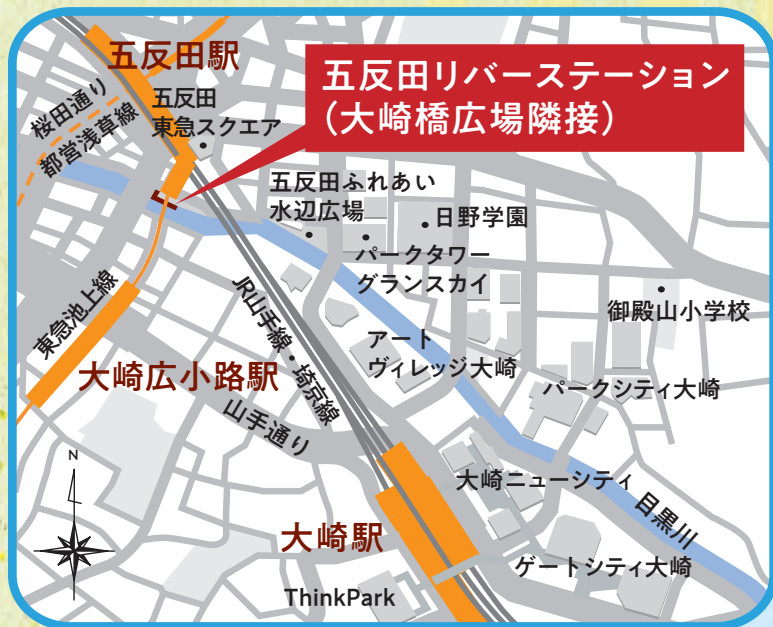 五反田駅
五反田リバーステーション
（大崎橋広場隣接）
桜田通り
都営浅草線
五反田
東急スクエア
五反田ふれあい
水辺広場
日野学園
パークタワー
グランスカイ
御殿山小学校
東急池上線
JR山手線・埼京線
アート
ヴィレッジ大崎
大崎広小路駅
パークシティ大崎
山手通り
N
大崎ニューシティ
目黒川
大崎駅
ゲートシティ大崎
ThinkPark